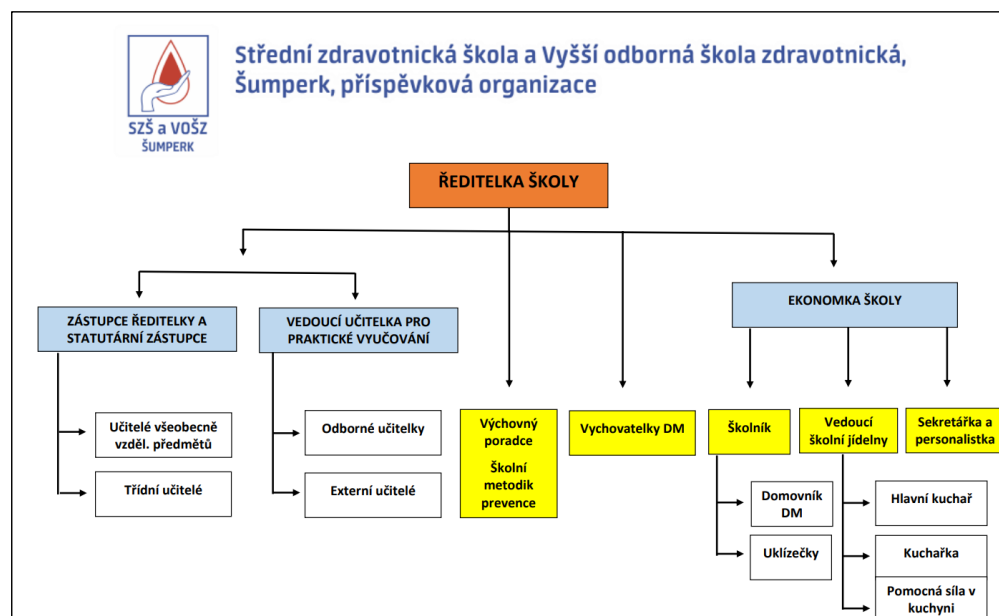 Střední zdravotnická škola a Vyšší odborná škola zdravotnická,
Šumperk, příspěvková organizace
SZŠ a VOŠZ
ŠUMPERK
ŘEDITELKA ŠKOLY
ZÁSTUPCE ŘEDITELKY A
STATUTÁRNÍ ZÁSTUPCE
VEDOUCÍ UČITELKA PRO
PRAKTICKÉ VYUČOVÁNÍ
EKONOMKA ŠKOLY
Učitelé všeobecně
vzděl. předmětů
Třídní učitelé
Odborné učitelky
Externí učitelé
Výchovný
poradce
Školní
metodik
prevence
Vychovatelky DM
Školník
Vedoucí
školní jídelny
Sekretářka a
personalistka
Domovník
DM
Uklízečky
Hlavní kuchař
Kuchařka
Pomocná síla v
kuchyni